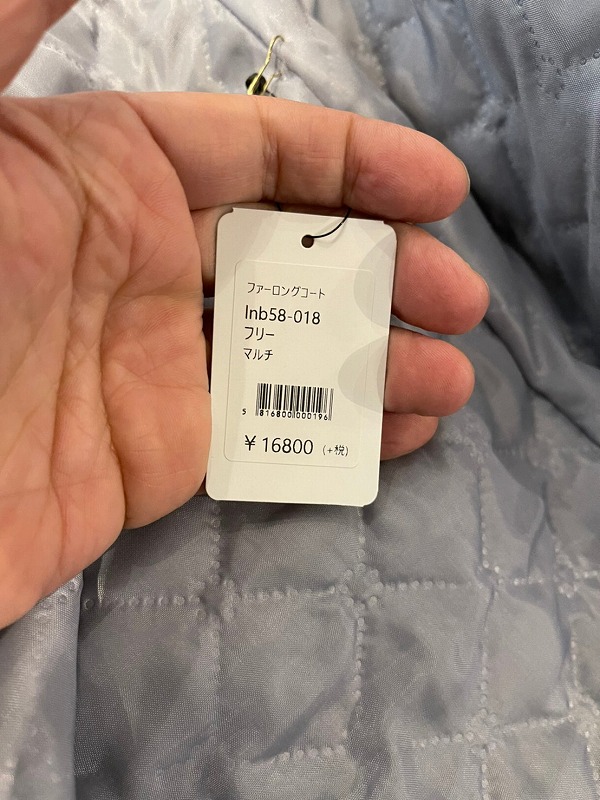 ファーロングコート
lnb58-018
フリー
マルチ
5 816800 000196
¥16800 (+税)